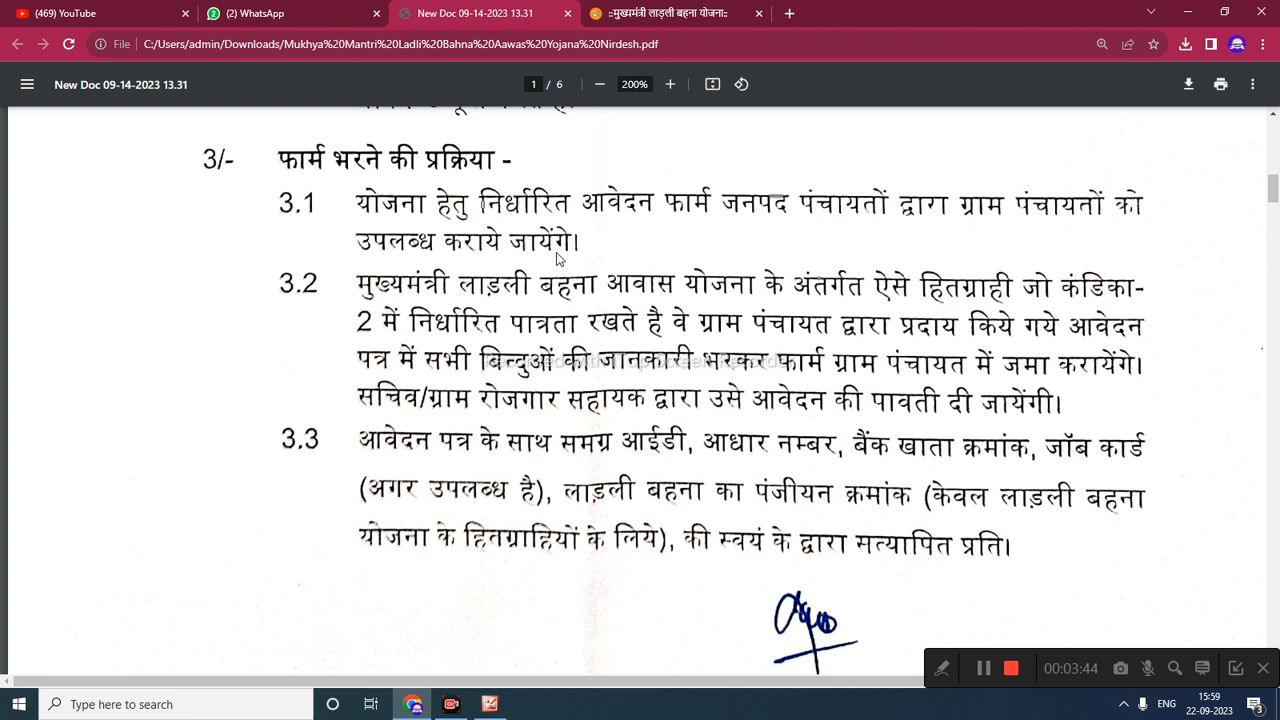 (469) YouTube
(2) WhatsApp
New Doc 09-14-2023 13.31
::मुख्यमंत्री लाड़ली बहना योजना::
File
C:/Users/admin/Downloads/Mukhya%20Mantri%20Ladli%20Bahna%20Aawas%20Yojana%20Nirdesh.pdf
New Doc 09-14-2023 13.31
1 / 6
200%
3/- फार्म भरने की प्रक्रिया -
3.1 योजना हेतु निर्धारित आवेदन फार्म जनपद पंचायतों द्वारा ग्राम पंचायतों को
उपलब्ध कराये जायेंगे।
3.2 मुख्यमंत्री लाड़ली बहना आवास योजना के अंतर्गत ऐसे हितग्राही जो कंडिका-
2 में निर्धारित पात्रता रखते है वे ग्राम पंचायत द्वारा प्रदाय किये गये आवेदन
पत्र में सभी बिन्दुओं की जानकारी भरकर फार्म ग्राम पंचायत में जमा करायेंगे।
सचिव/ग्राम रोजगार सहायक द्वारा उसे आवेदन की पावती दी जायेंगी।
3.3 आवेदन पत्र के साथ समग्र आईडी, आधार नम्बर, बैंक खाता क्रमांक, जॉब कार्ड
(अगर उपलब्ध है), लाड़ली बहना का पंजीयन क्रमांक (केवल लाड़ली बहना
योजना के हितग्राहियों के लिये), की स्वयं के द्वारा सत्यापित प्रति।
00:03:44
Type here to search
ENG
15:59
22-09-2023
3